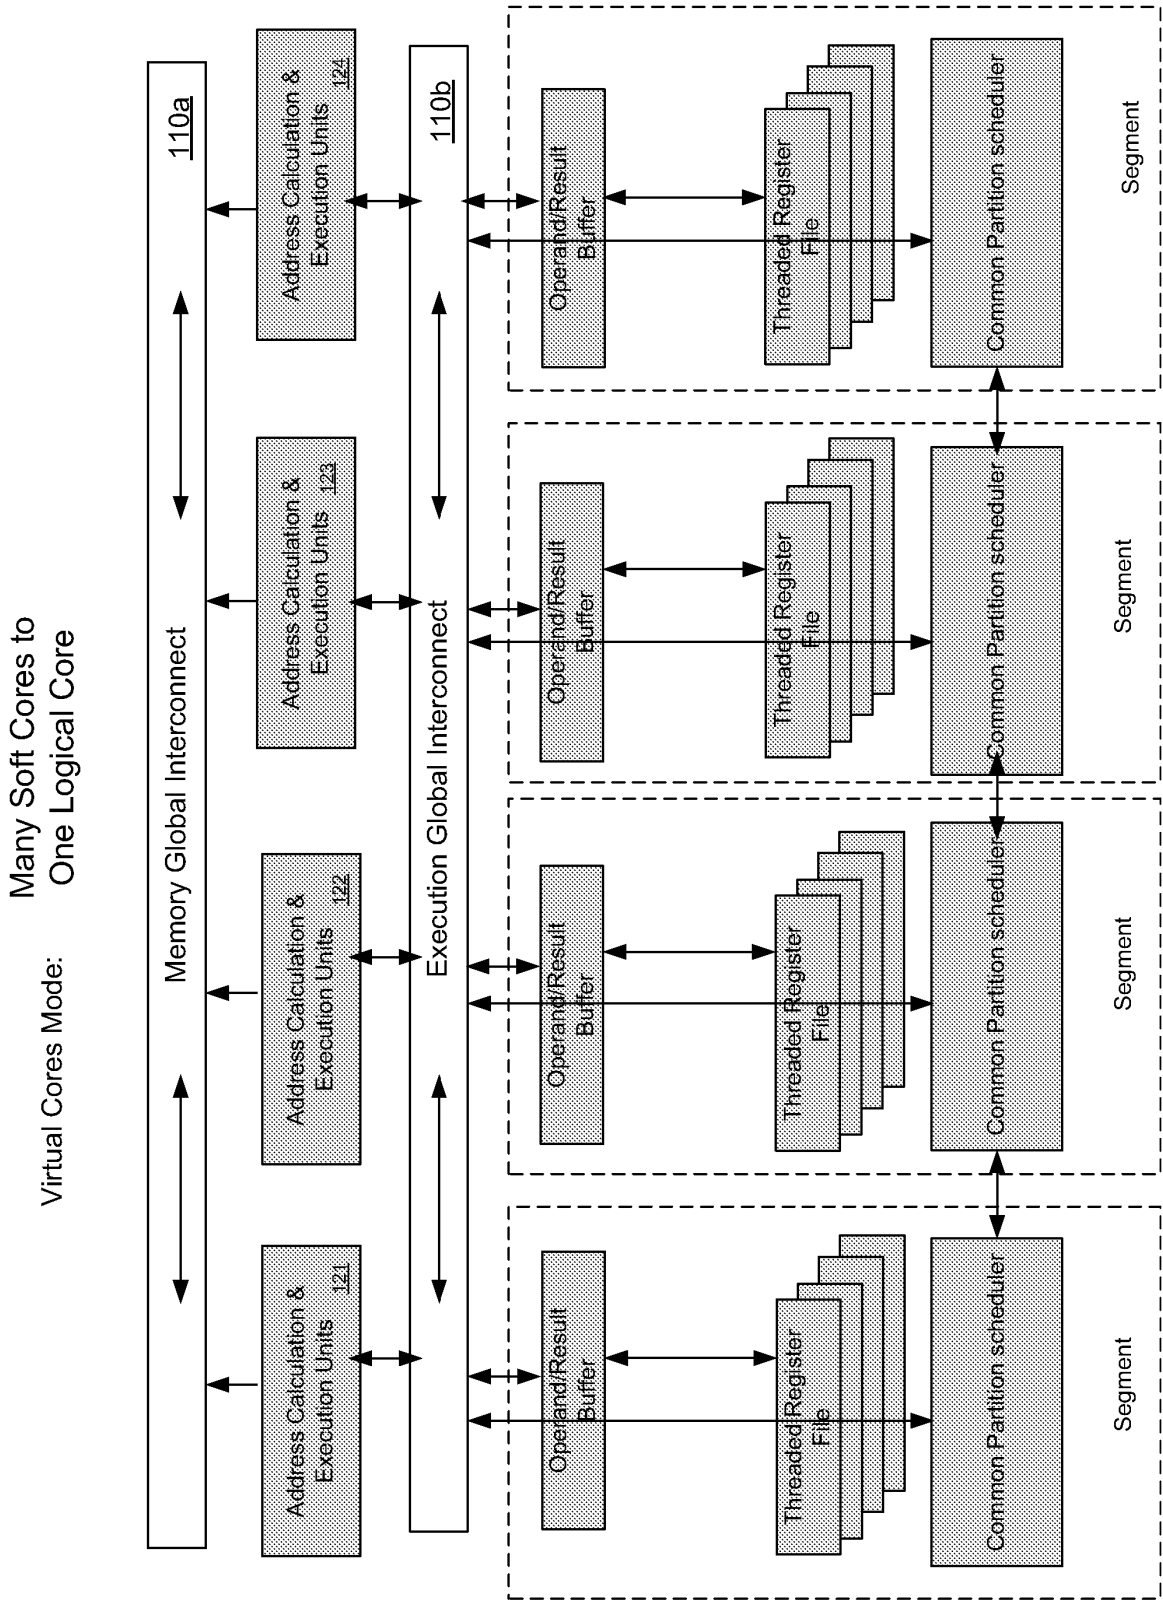 Virtual Cores Mode:
Many Soft Cores to
One Logical Core
Memory Global Interconnect
110a
Address Calculation &
Execution Units
121
Address Calculation &
Execution Units
122
Address Calculation &
Execution Units
123
Address Calculation &
Execution Units
124
Execution Global Interconnect
110b
Operand/Result
Buffer
Operand/Result
Buffer
Operand/Result
Buffer
Operand/Result
Buffer
Threaded Register
File
Threaded Register
File
Threaded Register
File
Threaded Register
File
Common Partition scheduler
Common Partition scheduler
Common Partition scheduler
Common Partition scheduler
Segment
Segment
Segment
Segment